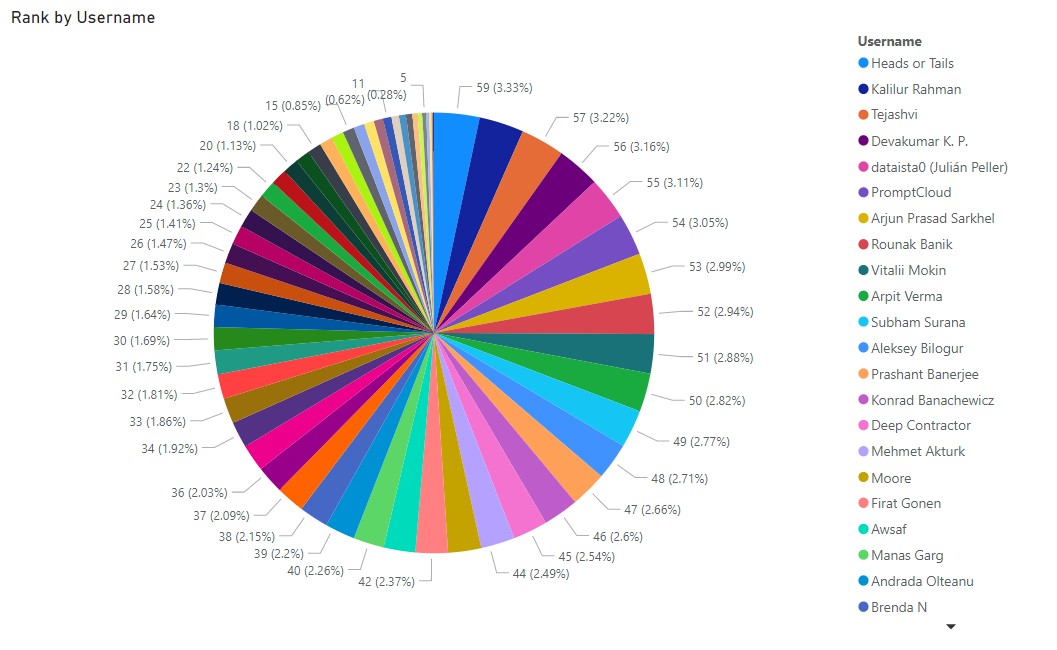 Rank by Username
59 (3.33%)
57 (3.22%)
56 (3.16%)
55 (3.11%)
54 (3.05%)
53 (2.99%)
52 (2.94%)
51 (2.88%)
50 (2.82%)
49 (2.77%)
48 (2.71%)
47 (2.66%)
46 (2.6%)
45 (2.54%)
44 (2.49%)
42 (2.37%)
40 (2.26%)
39 (2.2%)
38 (2.15%)
37 (2.09%)
36 (2.03%)
34 (1.92%)
33 (1.86%)
32 (1.81%)
31 (1.75%)
30 (1.69%)
29 (1.64%)
28 (1.58%)
27 (1.53%)
26 (1.47%)
25 (1.41%)
24 (1.36%)
23 (1.3%)
22 (1.24%)
20 (1.13%)
18 (1.02%)
15 (0.85%)
(0.62%)
11
(0.28%)
5
Username
Heads or Tails
Kalilur Rahman
Tejashvi
Devakumar K. P.
dataista0 (Julián Peller)
PromptCloud
Arjun Prasad Sarkhel
Rounak Banik
Vitalii Mokin
Arpit Verma
Subham Surana
Aleksey Bilogur
Prashant Banerjee
Konrad Banachewicz
Deep Contractor
Mehmet Akturk
Moore
Firat Gonen
Awsaf
Manas Garg
Andrada Olteanu
Brenda N